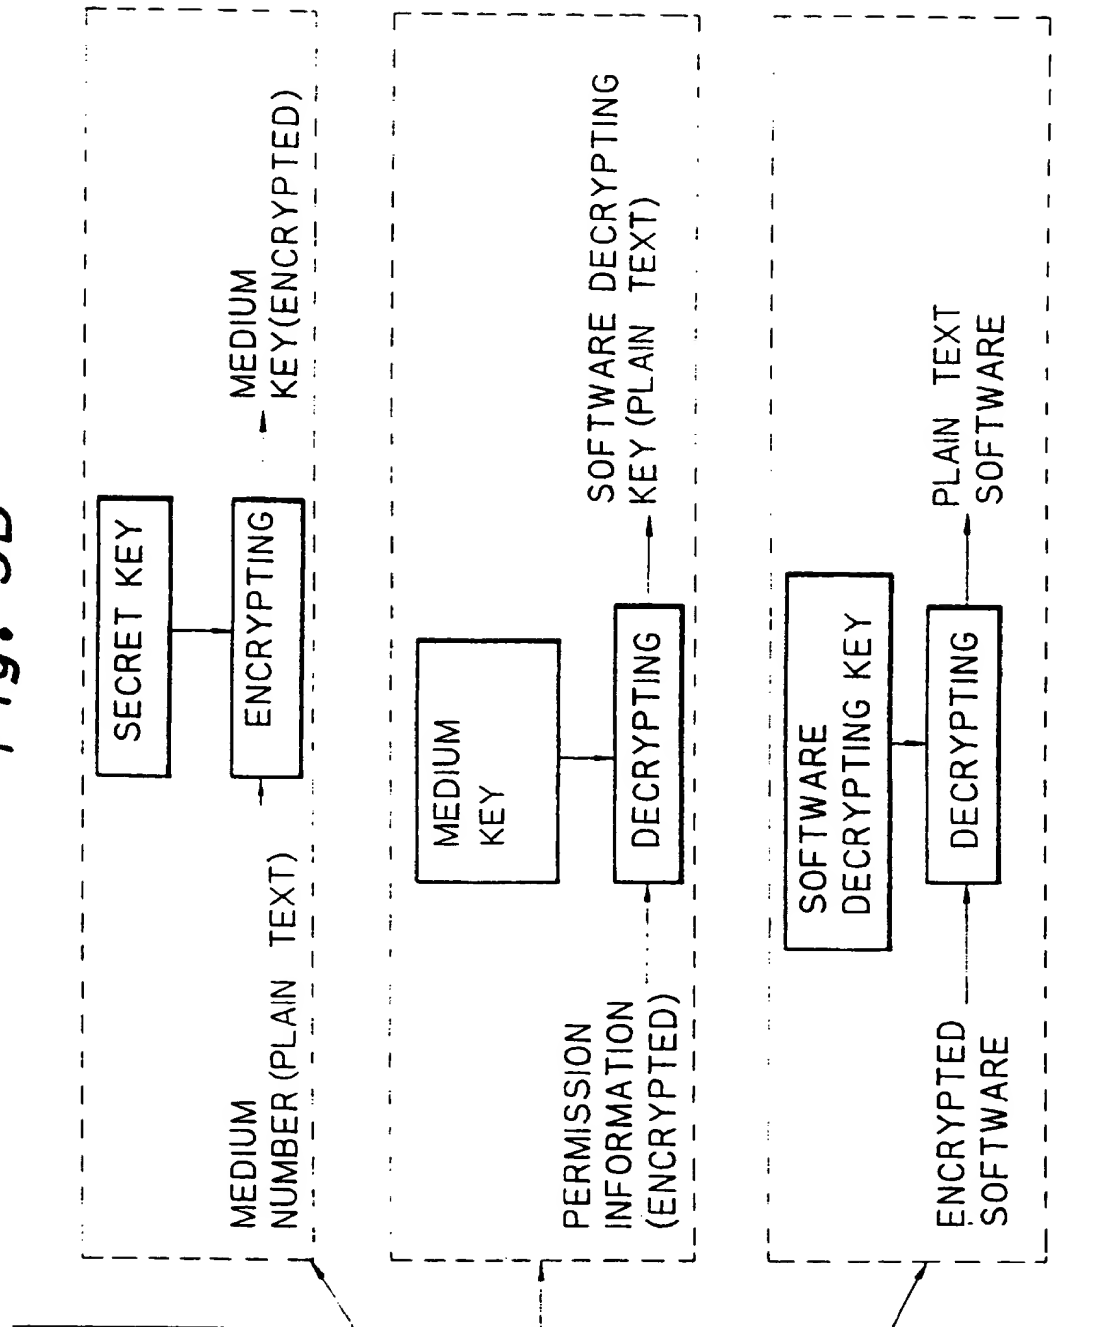 SECRET KEY
MEDIUM
NUMBER (PLAIN TEXT)
ENCRYPTING
MEDIUM
KEY(ENCRYPTED)
MEDIUM
KEY
PERMISSION
INFORMATION
(ENCRYPTED)
DECRYPTING
SOFTWARE DECRYPTING
KEY (PLAIN TEXT)
SOFTWARE
DECRYPTING KEY
ENCRYPTED
SOFTWARE
DECRYPTING
PLAIN TEXT
SOFTWARE